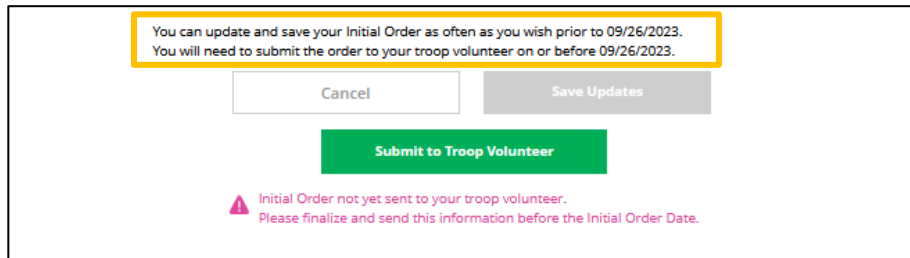 You can update and save your Initial Order as often as you wish prior to 09/26/2023.
You will need to submit the order to your troop volunteer on or before 09/26/2023.
Cancel
Save Updates
Submit to Troop Volunteer
Initial Order not yet sent to your troop volunteer.
Please finalize and send this information before the Initial Order Date.